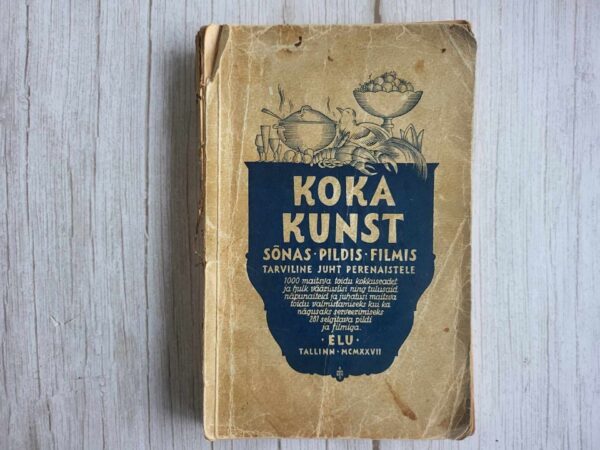 KOKA
KUNST
SÕNAS · PILDIS · FILMIS
TARVILINE JUHT PERENAISTELE
1000 maitsva toidu kokkuseadet
ja hulk väärtuslisi ning tulusaid
näpunäiteid ja juhatusi maitsva
toidu valmistamiseks kui ka
nägusaks serveerimiseks
281 selgitava pildi
ja filmiga.
· ELU ·
TALLINN · MCMXXVII